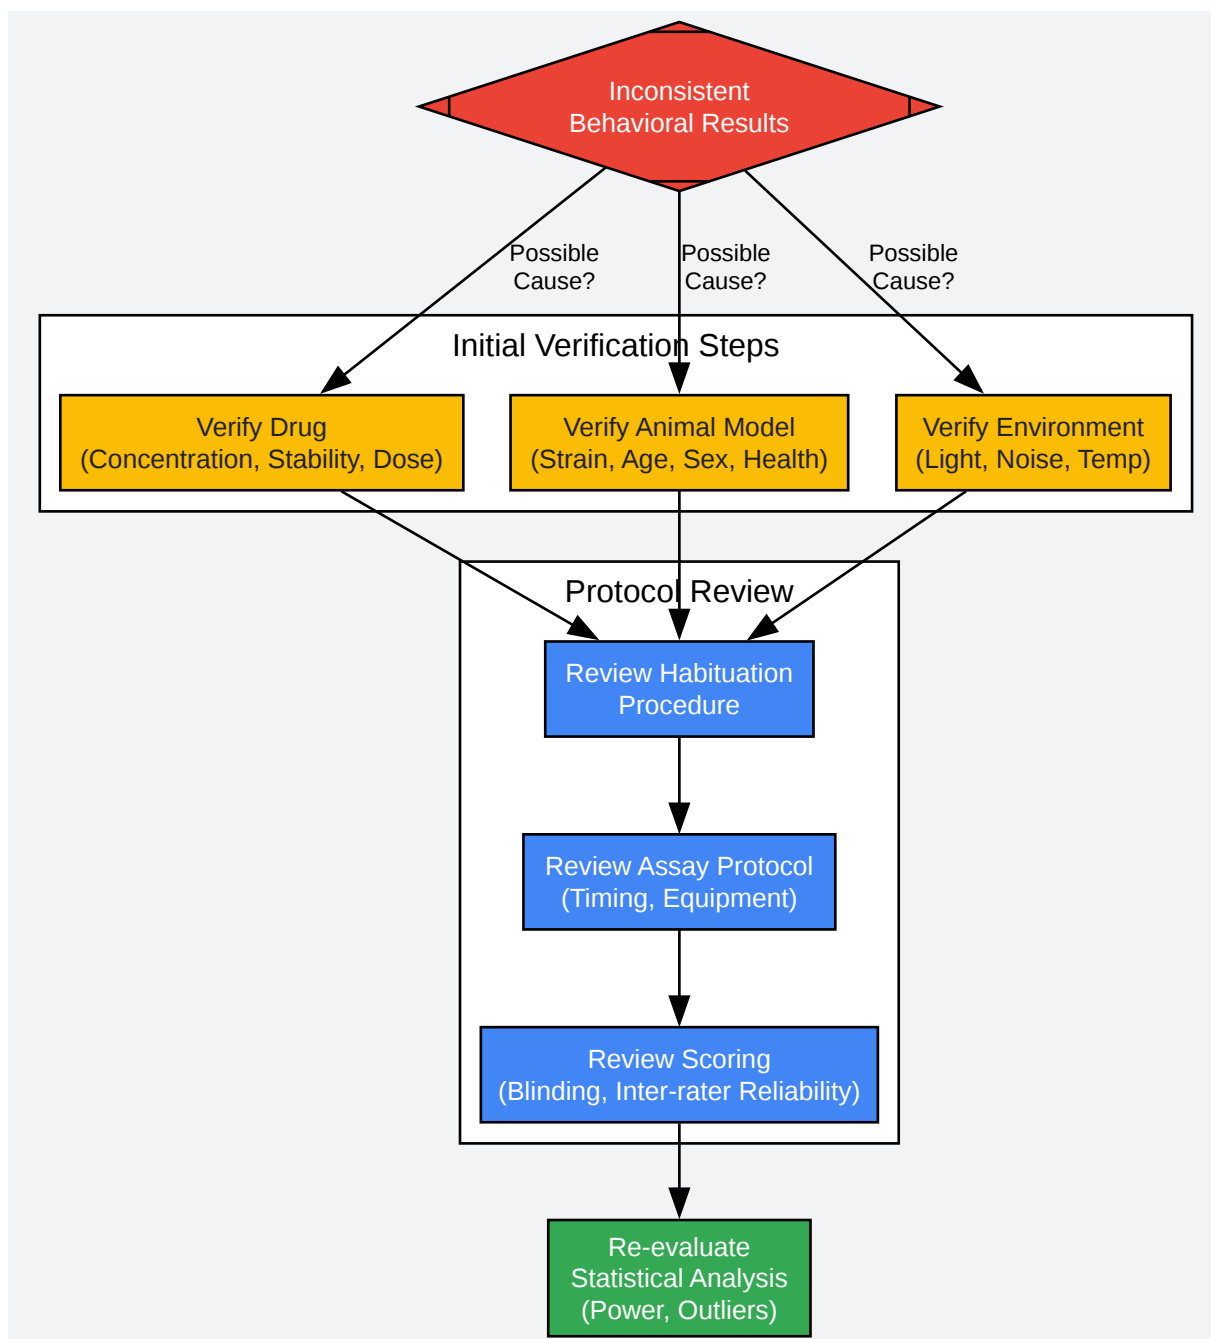 Inconsistent
Behavioral Results
Possible
Cause?
Possible
Cause?
Possible
Cause?
Initial Verification Steps
Verify Drug
(Concentration, Stability, Dose)
Verify Animal Model
(Strain, Age, Sex, Health)
Verify Environment
(Light, Noise, Temp)
Protocol Review
Review Habituation
Procedure
Review Assay Protocol
(Timing, Equipment)
Review Scoring
(Blinding, Inter-rater Reliability)
Re-evaluate
Statistical Analysis
(Power, Outliers)